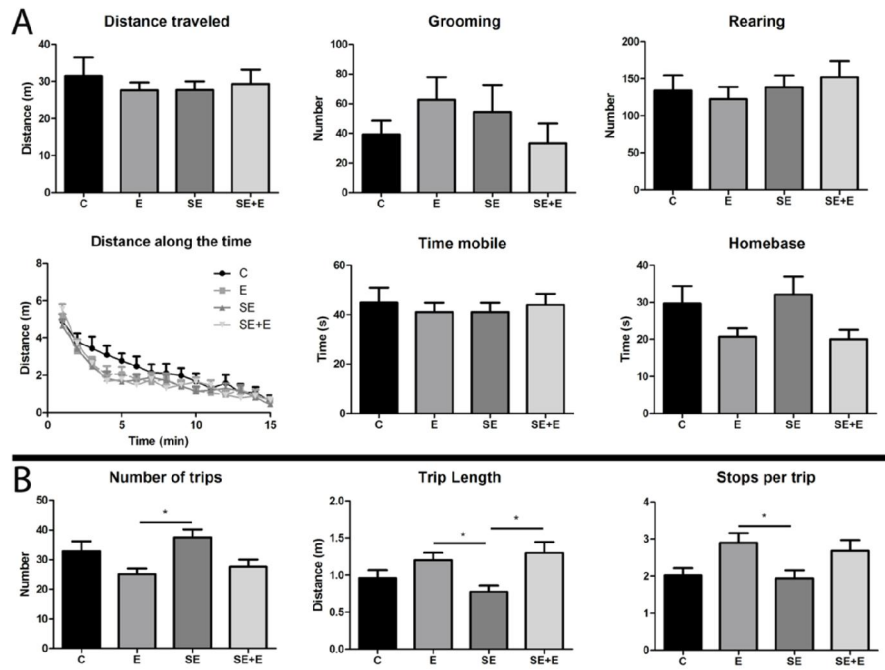 A
Distance traveled
Distance (m)
40
30
20
10
0
C E SE SE+E
Grooming
Number
100
80
60
40
20
0
C E SE SE+E
Rearing
Number
200
150
100
50
0
C E SE SE+E
Distance along the time
Distance (m)
8
6
4
2
0
0 5 10 15
Time (min)
C
E
SE
SE+E
Time mobile
Time (s)
60
40
20
0
C E SE SE+E
Homebase
Time (s)
40
30
20
10
0
C E SE SE+E
B
Number of trips
Number
50
40
30
20
10
0
*
C E SE SE+E
Trip Length
Distance (m)
2.0
1.5
1.0
0.5
0.0
*
*
C E SE SE+E
Stops per trip
4
3
2
1
0
*
C E SE SE+E